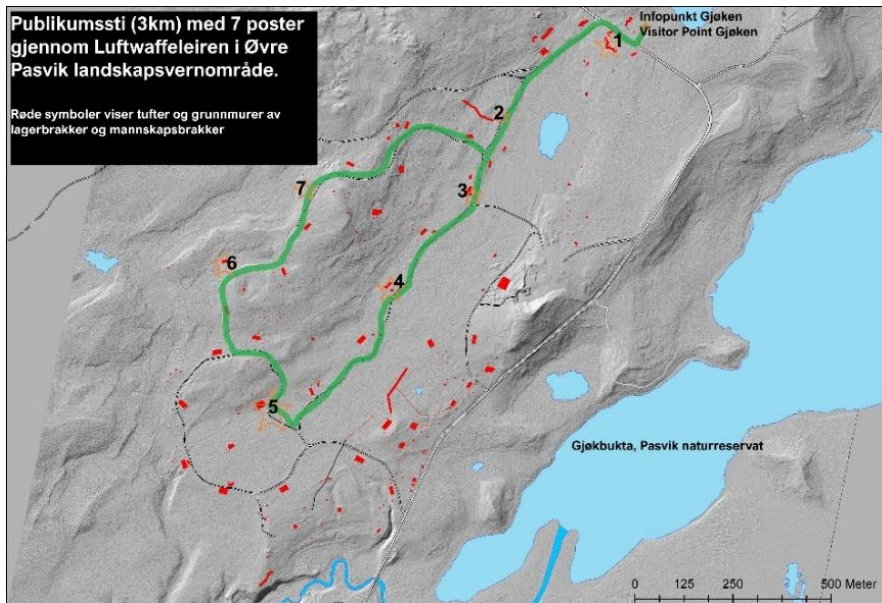 Publikumssti (3km) med 7 poster
gjennom Luftwaffeleiren i Øvre
Pasvik landskapsvernområde.
Røde symboler viser tufter og grunnmurer av
lagerbrakker og mannskapsbrakker
Infopunkt Gjøken
Visitor Point Gjøken
1
2
3
7
6
4
5
Gjøkbukta, Pasvik naturreservat
0 125 250 500 Meter